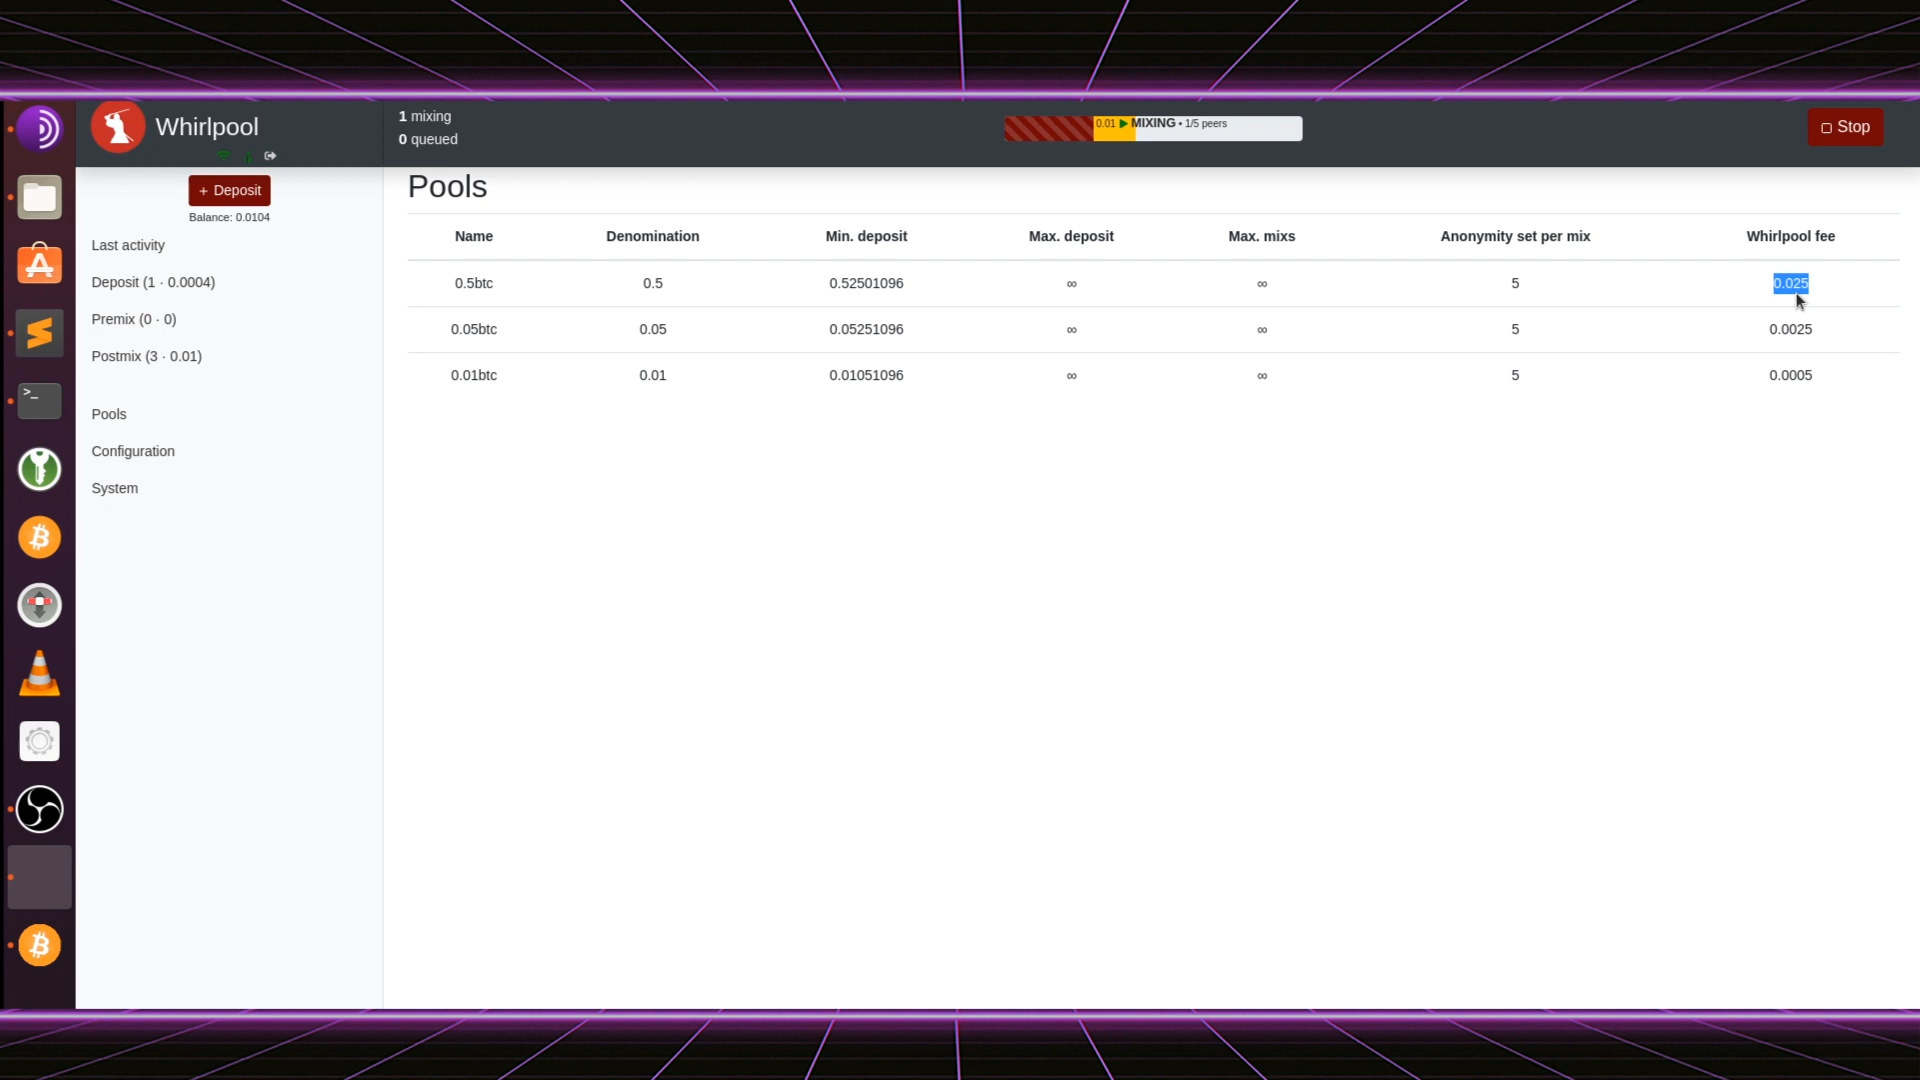 Whirlpool
1 mixing
0 queued
0.01 ▶ MIXING • 1/5 peers
Stop
+ Deposit
Balance: 0.0104
Last activity
Deposit (1 · 0.0004)
Premix (0 · 0)
Postmix (3 · 0.01)
Pools
Configuration
System
Pools
Name Denomination Min. deposit Max. deposit Max. mixs Anonymity set per mix Whirlpool fee
0.5btc 0.5 0.52501096 ∞ ∞ 5 0.025
0.05btc 0.05 0.05251096 ∞ ∞ 5 0.0025
0.01btc 0.01 0.01051096 ∞ ∞ 5 0.0005